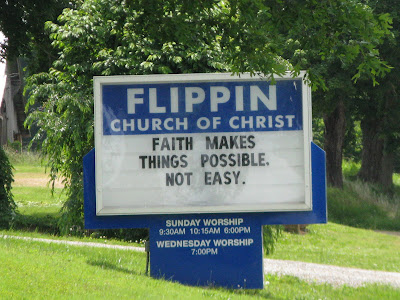 FLIPPIN
CHURCH OF CHRIST
FAITH MAKES
THINGS POSSIBLE.
NOT EASY.
SUNDAY WORSHIP
9:30AM 10:15AM 6:00PM
WEDNESDAY WORSHIP
7:00PM